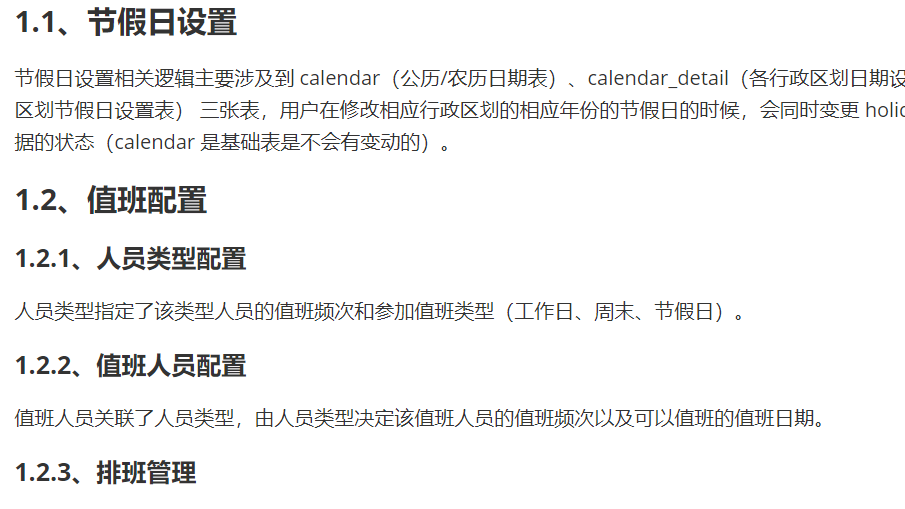 1.1、节假日设置
节假日设置相关逻辑主要涉及到 calendar（公历/农历日期表）、calendar_detail（各行政区划日期设
区划节假日设置表） 三张表，用户在修改相应行政区划的相应年份的节假日的时候，会同时变更 holid
据的状态（calendar 是基础表是不会有变动的）。
1.2、值班配置
1.2.1、人员类型配置
人员类型指定了该类型人员的值班频次和参加值班类型（工作日、周末、节假日）。
1.2.2、值班人员配置
值班人员关联了人员类型，由人员类型决定该值班人员的值班频次以及可以值班的值班日期。
1.2.3、排班管理